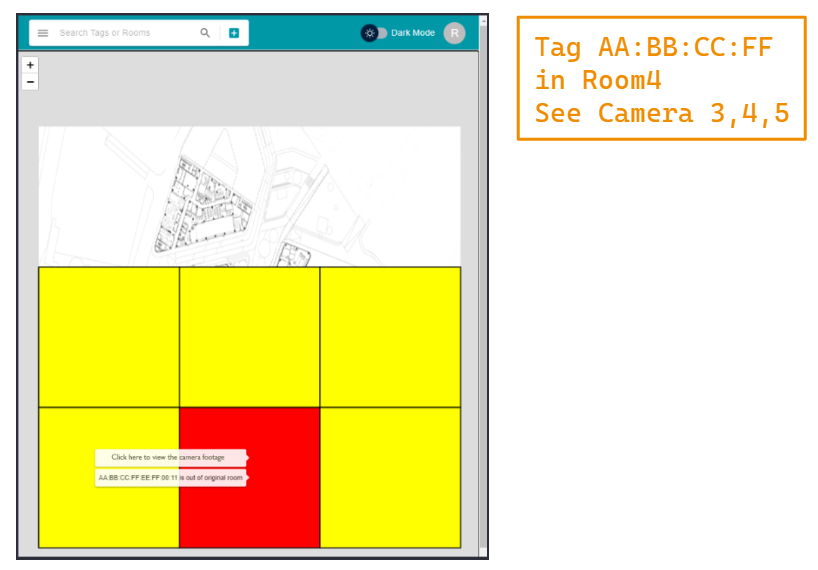 Search Tags or Rooms
Dark Mode
R
+
−
Click here to view the camera footage
AA:BB:CC:FF:EE:FF:00:11 is out of original room
Tag AA:BB:CC:FF
in Room4
See Camera 3,4,5